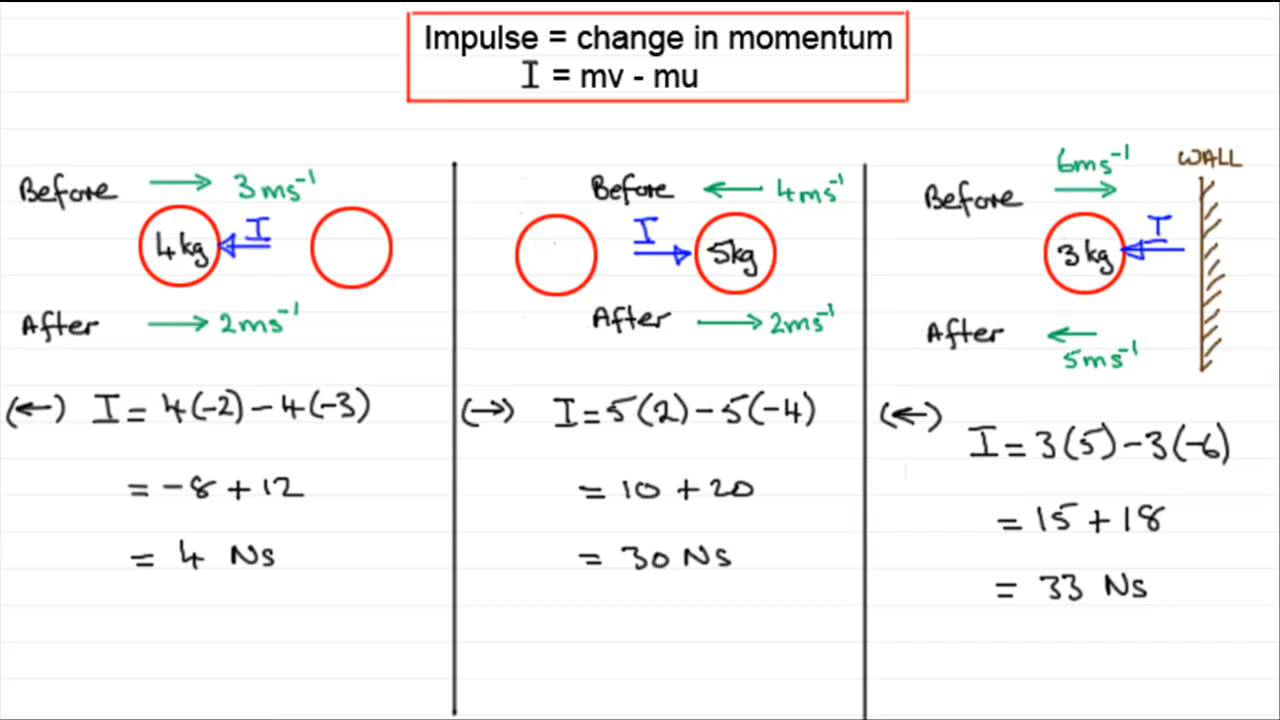 Impulse = change in momentum
I = mv - mu
Before → 3ms⁻¹
4kg I
After → 2ms⁻¹
(←) I = 4(-2) - 4(-3)
= -8 + 12
= 4 Ns
Before ← 4ms⁻¹
I 5kg
After → 2ms⁻¹
(→) I = 5(2) - 5(-4)
= 10 + 20
= 30 Ns
6ms⁻¹ WALL
Before →
3kg I
After ←
5ms⁻¹
(←) I = 3(5) - 3(-6)
= 15 + 18
= 33 Ns